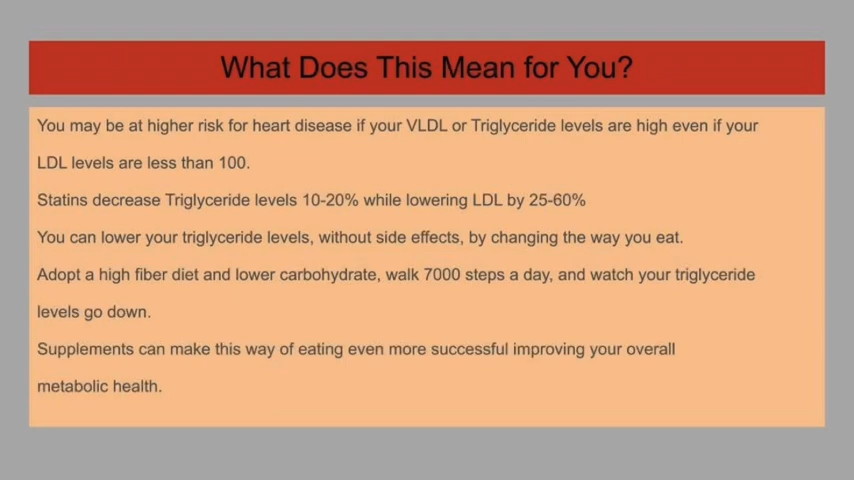 What Does This Mean for You?
You may be at higher risk for heart disease if your VLDL or Triglyceride levels are high even if your
LDL levels are less than 100.
Statins decrease Triglyceride levels 10-20% while lowering LDL by 25-60%
You can lower your triglyceride levels, without side effects, by changing the way you eat.
Adopt a high fiber diet and lower carbohydrate, walk 7000 steps a day, and watch your triglyceride
levels go down.
Supplements can make this way of eating even more successful improving your overall
metabolic health.